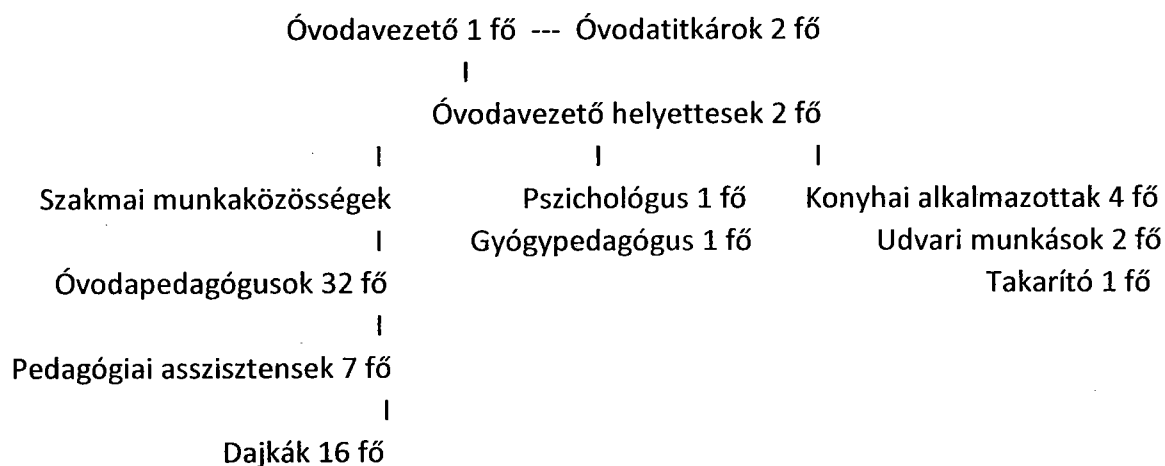 Óvodavezető 1 fő --- Óvodatitkárok 2 fő
Óvodavezető helyettesek 2 fő
Szakmai munkaközösségek Pszichológus 1 fő Konyhai alkalmazottak 4 fő
Gyógypedagógus 1 fő Udvari munkások 2 fő
Óvodapedagógusok 32 fő Takarító 1 fő
Pedagógiai asszisztensek 7 fő
Dajkák 16 fő